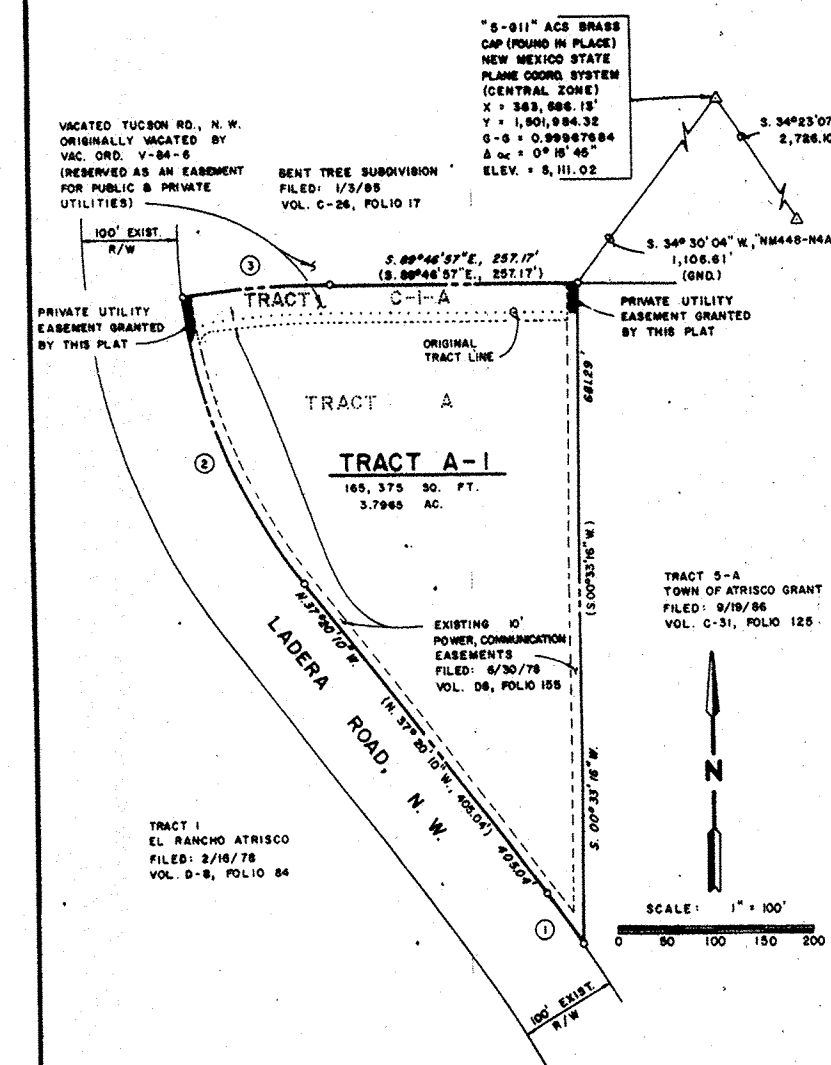 "5-G11" ACS BRASS
CAP (FOUND IN PLACE)
NEW MEXICO STATE
PLANE COORD. SYSTEM
(CENTRAL ZONE)
X = 363,686.13'
Y = 1,501,984.32
G-G = 0.99967684
Δ α = 0° 15' 45"
ELEV. = 5,111.02
S. 34°23'07
2,726.10
S. 34° 30' 04" W.,
1,106.61'
(GND.)
"NM448-N4A
VACATED TUCSON RD., N. W.
ORIGINALLY VACATED BY
VAC. ORD. V-84-6
(RESERVED AS AN EASEMENT
FOR PUBLIC & PRIVATE
UTILITIES)
BENT TREE SUBDIVISION
FILED: 1/3/85
VOL. C-26, FOLIO 17
100' EXIST.
R/W
3
S. 89°46'57"E., 257.17'
(S. 89°46'57"E., 257.17')
TRACT C-1-A
PRIVATE UTILITY
EASEMENT GRANTED
BY THIS PLAT
PRIVATE UTILITY
EASEMENT GRANTED
BY THIS PLAT
ORIGINAL
TRACT LINE
681.29'
TRACT A
2
TRACT A-1
165,375 SQ. FT.
3.7965 AC.
(S.00°33'16"W.)
TRACT 5-A
TOWN OF ATRISCO GRANT
FILED: 9/19/86
VOL. C-31, FOLIO 125
N.37°20'10"W.
EXISTING 10'
POWER, COMMUNICATION
EASEMENTS
FILED: 6/30/78
VOL. D8, FOLIO 155
LADERA ROAD, N. W.
(N. 37° 20' 10" W., 405.04')
405.04'
S. 00° 33' 16" W.
N
TRACT 1
EL RANCHO ATRISCO
FILED: 2/16/78
VOL. D-8, FOLIO 84
1
SCALE: 1" = 100'
0 50 100 150 200
100' EXIST.
R/W